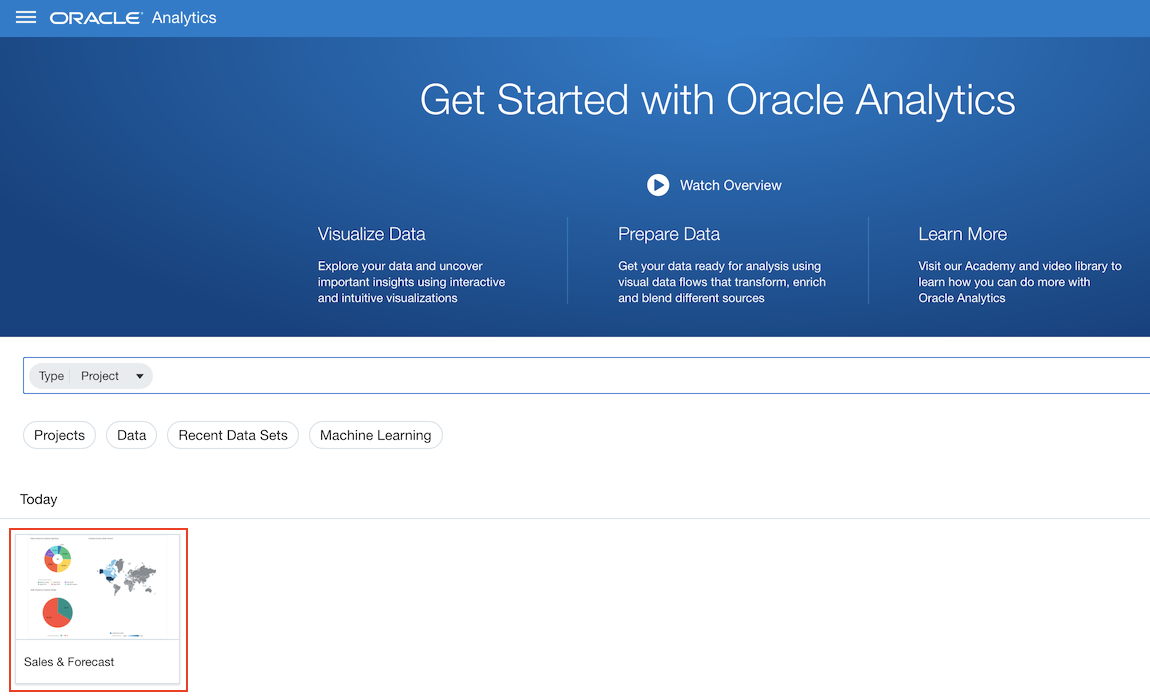 ORACLE Analytics
Get Started with Oracle Analytics
Watch Overview
Visualize Data
Explore your data and uncover
important insights using interactive
and intuitive visualizations
Prepare Data
Get your data ready for analysis using
visual data flows that transform, enrich
and blend different sources
Learn More
Visit our Academy and video library to
learn how you can do more with
Oracle Analytics
Type Project
Projects Data Recent Data Sets Machine Learning
Today
Sales & Forecast